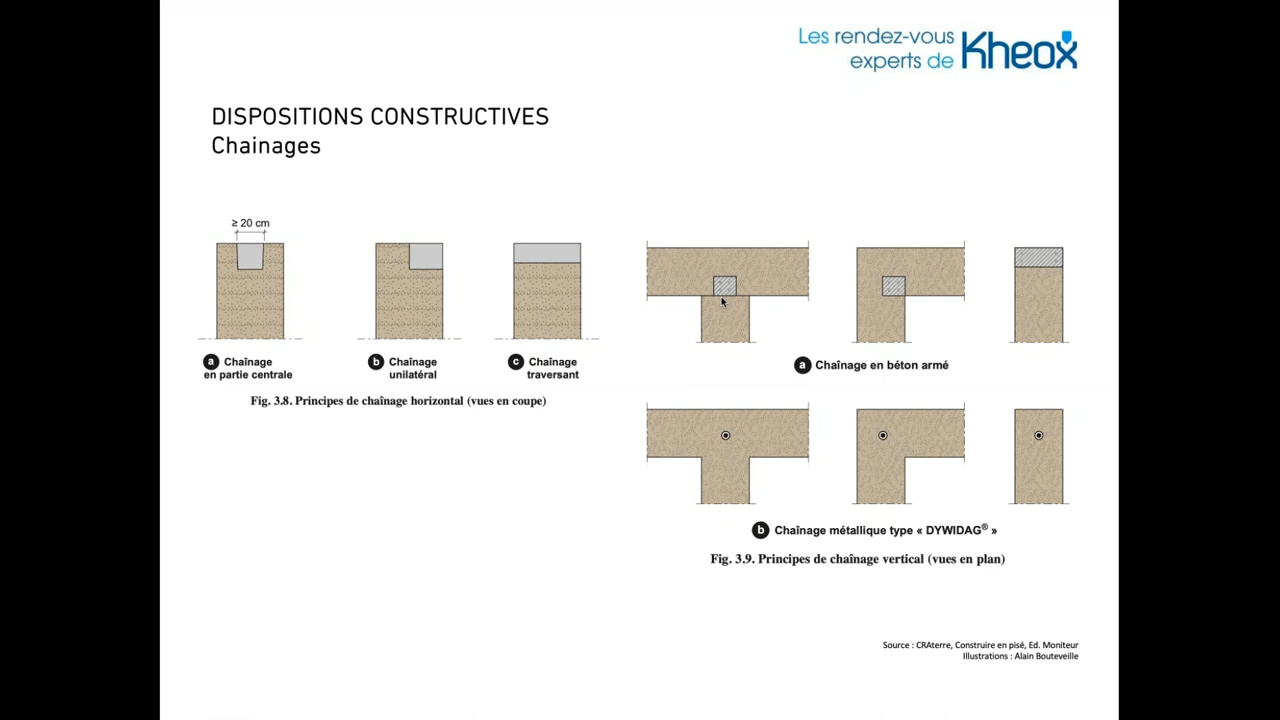 Les rendez-vous
experts de Kheox
DISPOSITIONS CONSTRUCTIVES
Chainages
≥ 20 cm
a Chaînage
en partie centrale
b Chaînage
unilatéral
c Chaînage
traversant
Fig. 3.8. Principes de chaînage horizontal (vues en coupe)
a Chaînage en béton armé
b Chaînage métallique type « DYWIDAG® »
Fig. 3.9. Principes de chaînage vertical (vues en plan)
Source : CRAterre, Construire en pisé, Ed. Moniteur
Illustrations : Alain Bouteveille